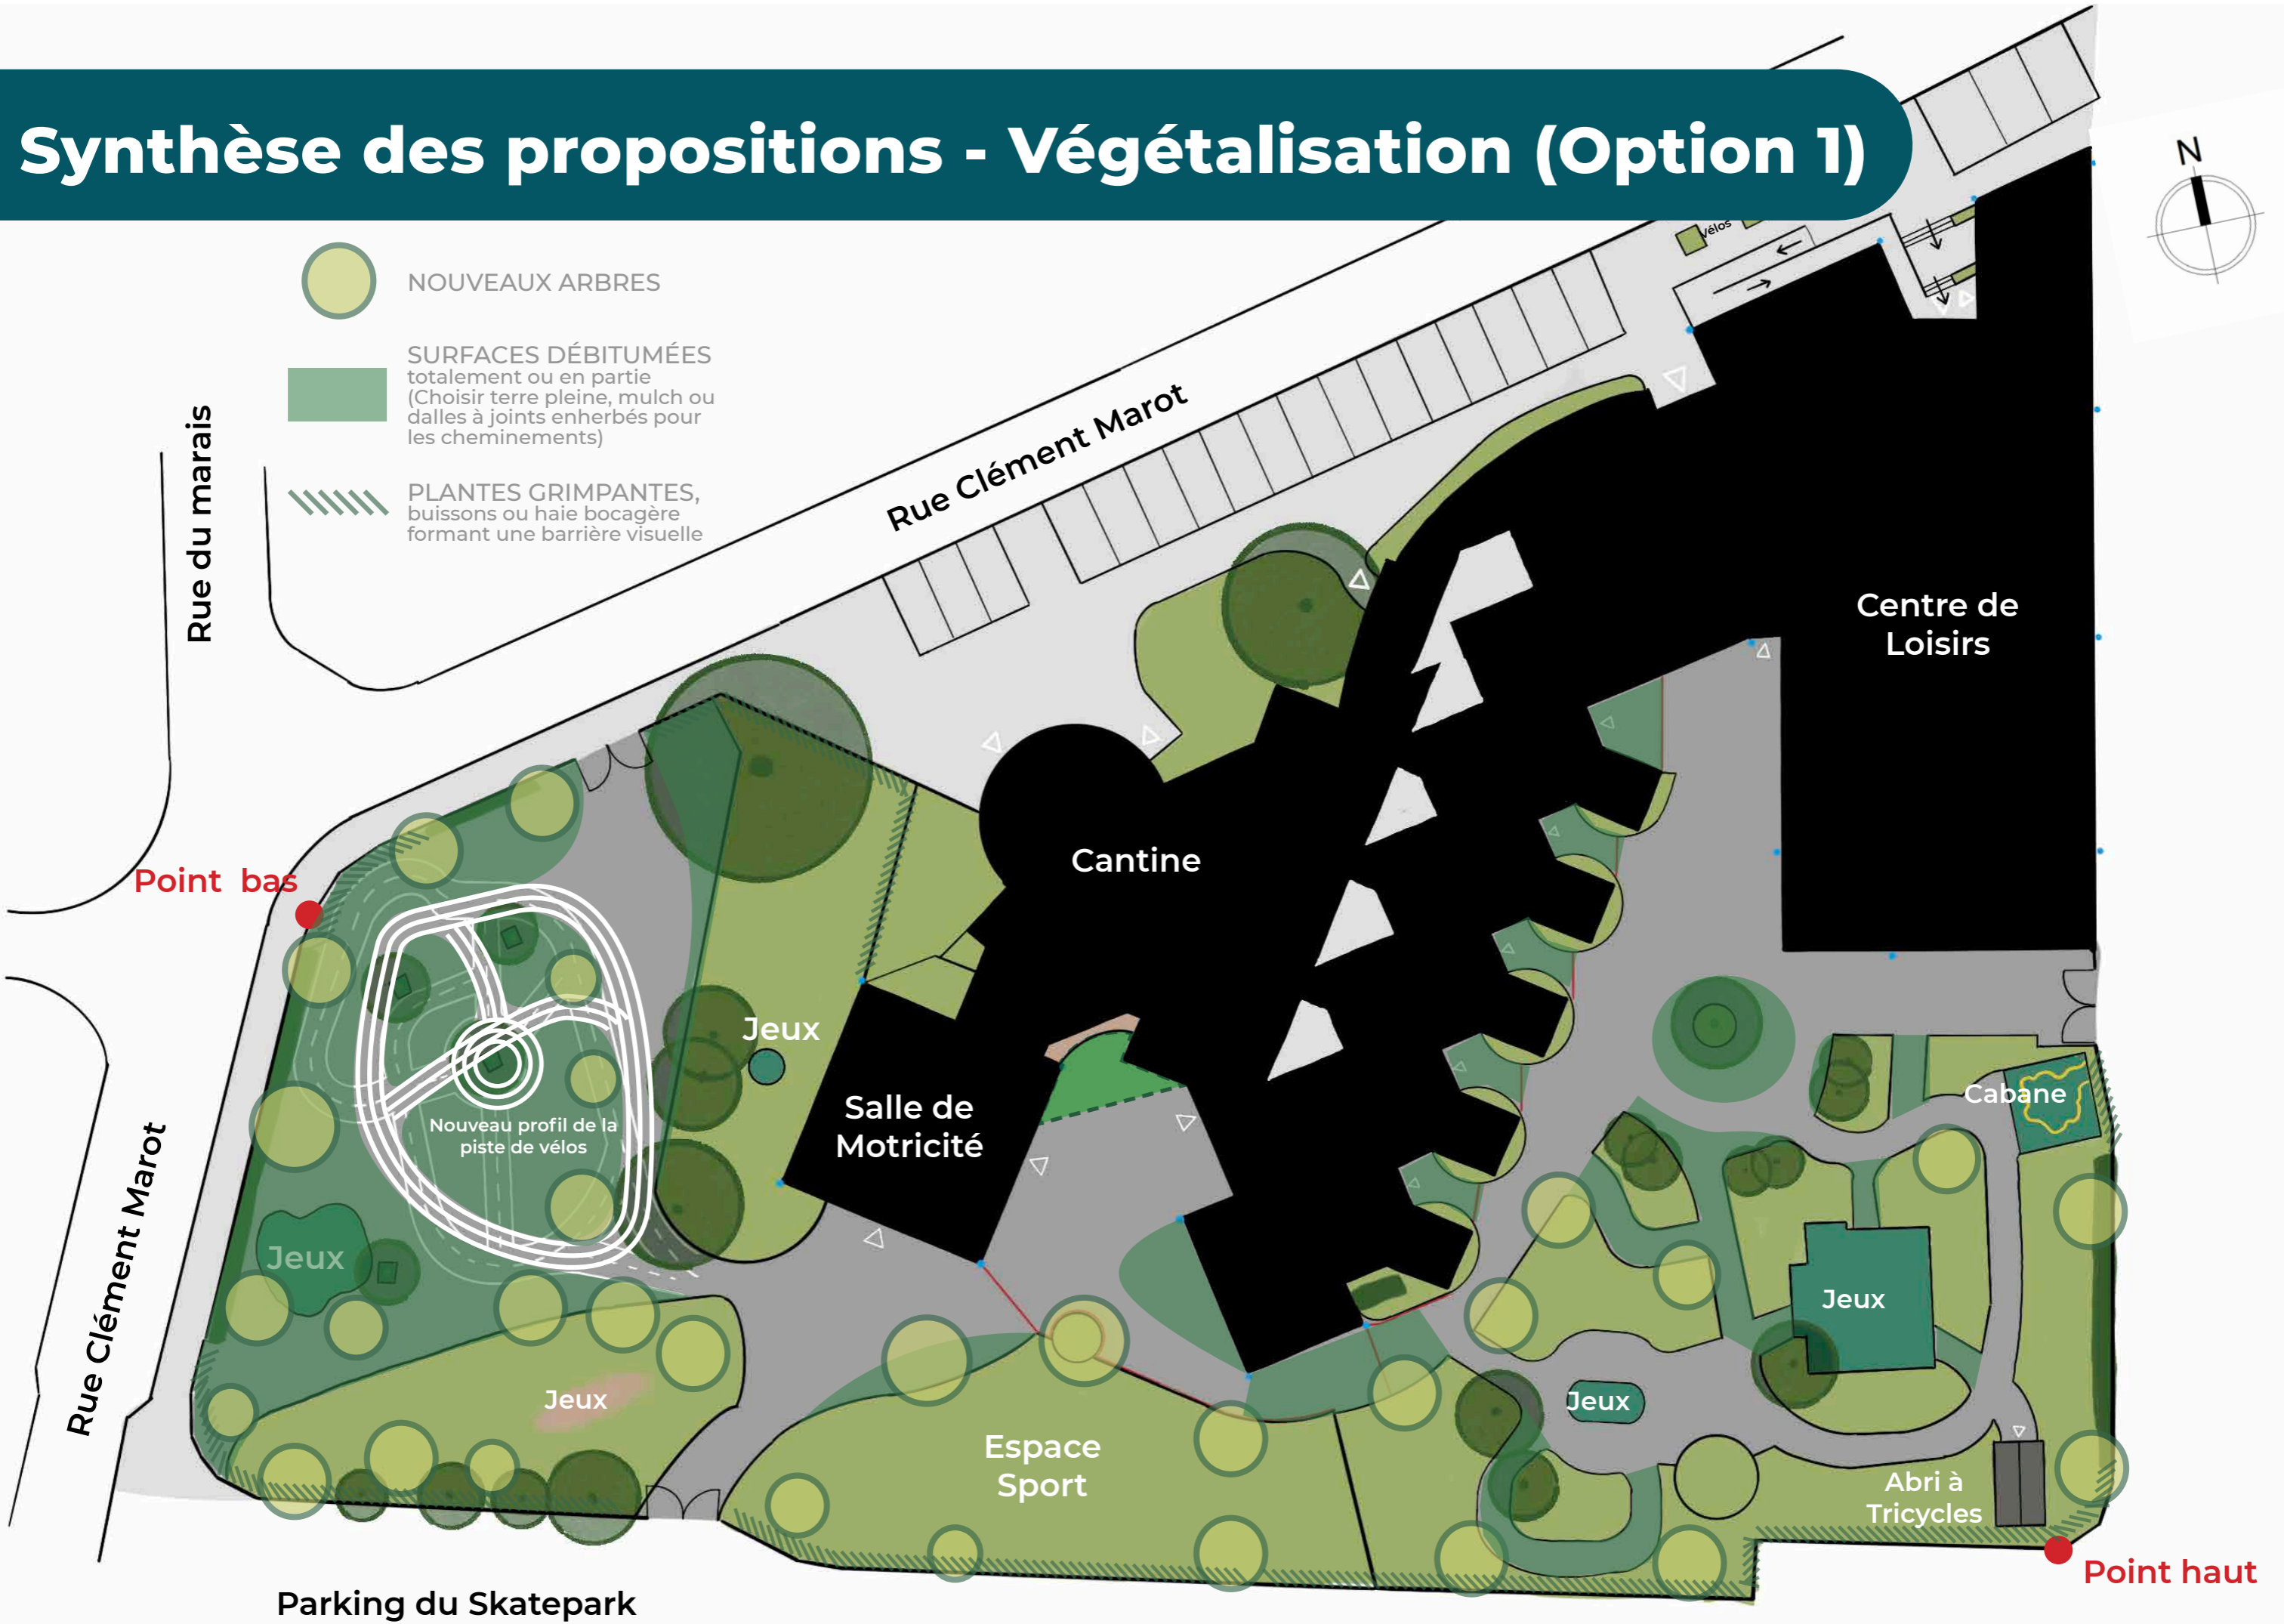 Synthèse des propositions - Végétalisation (Option 1)
N
Vélos
NOUVEAUX ARBRES
SURFACES DÉBITUMÉES
totalement ou en partie
(Choisir terre pleine, mulch ou
dalles à joints enherbés pour
les cheminements)
PLANTES GRIMPANTES,
buissons ou haie bocagère
formant une barrière visuelle
Rue du marais
Rue Clément Marot
Centre de
Loisirs
Cantine
Point bas
Jeux
Salle de
Motricité
Cabane
Nouveau profil de la
piste de vélos
Jeux
Jeux
Rue Clément Marot
Jeux
Jeux
Espace
Sport
Abri à
Tricycles
Point haut
Parking du Skatepark